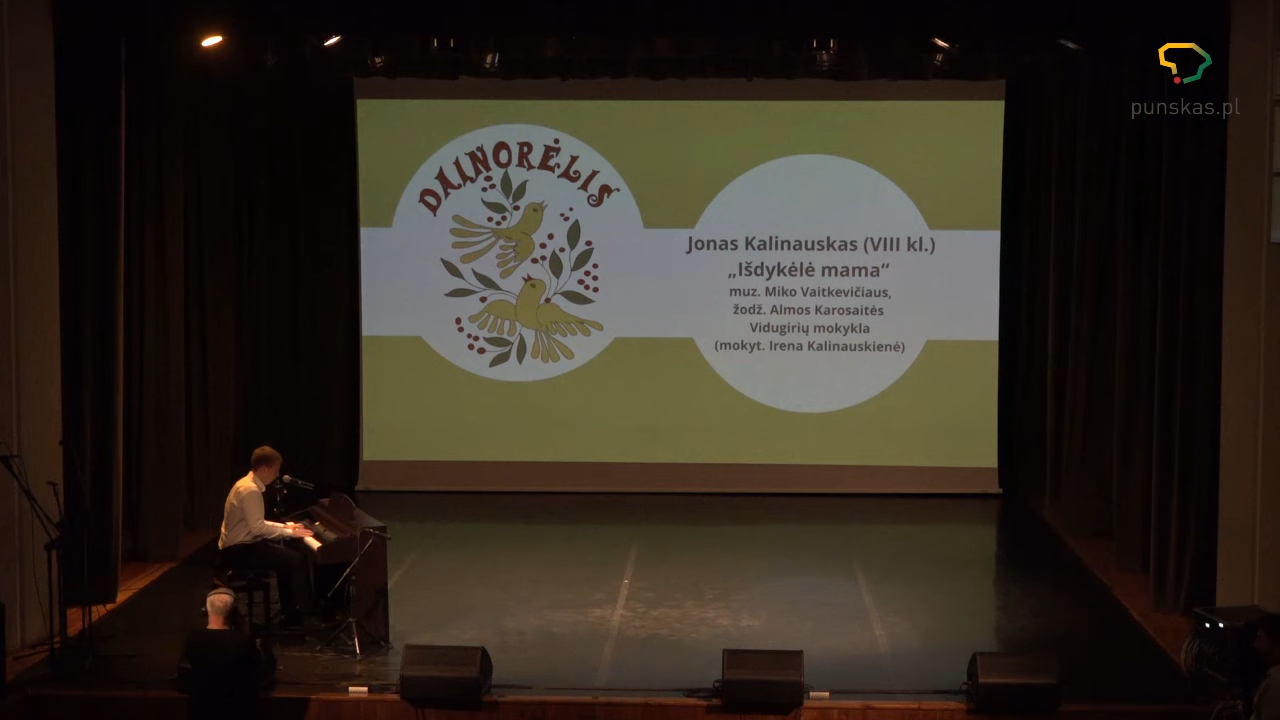 punskas.pl
DAINORĖLIS
Jonas Kalinauskas (VIII kl.)
„Išdykėlė mama“
muz. Miko Vaitkevičiaus,
žodž. Almos Karosaitės
Vidugirių mokykla
(mokyt. Irena Kalinauskienė)